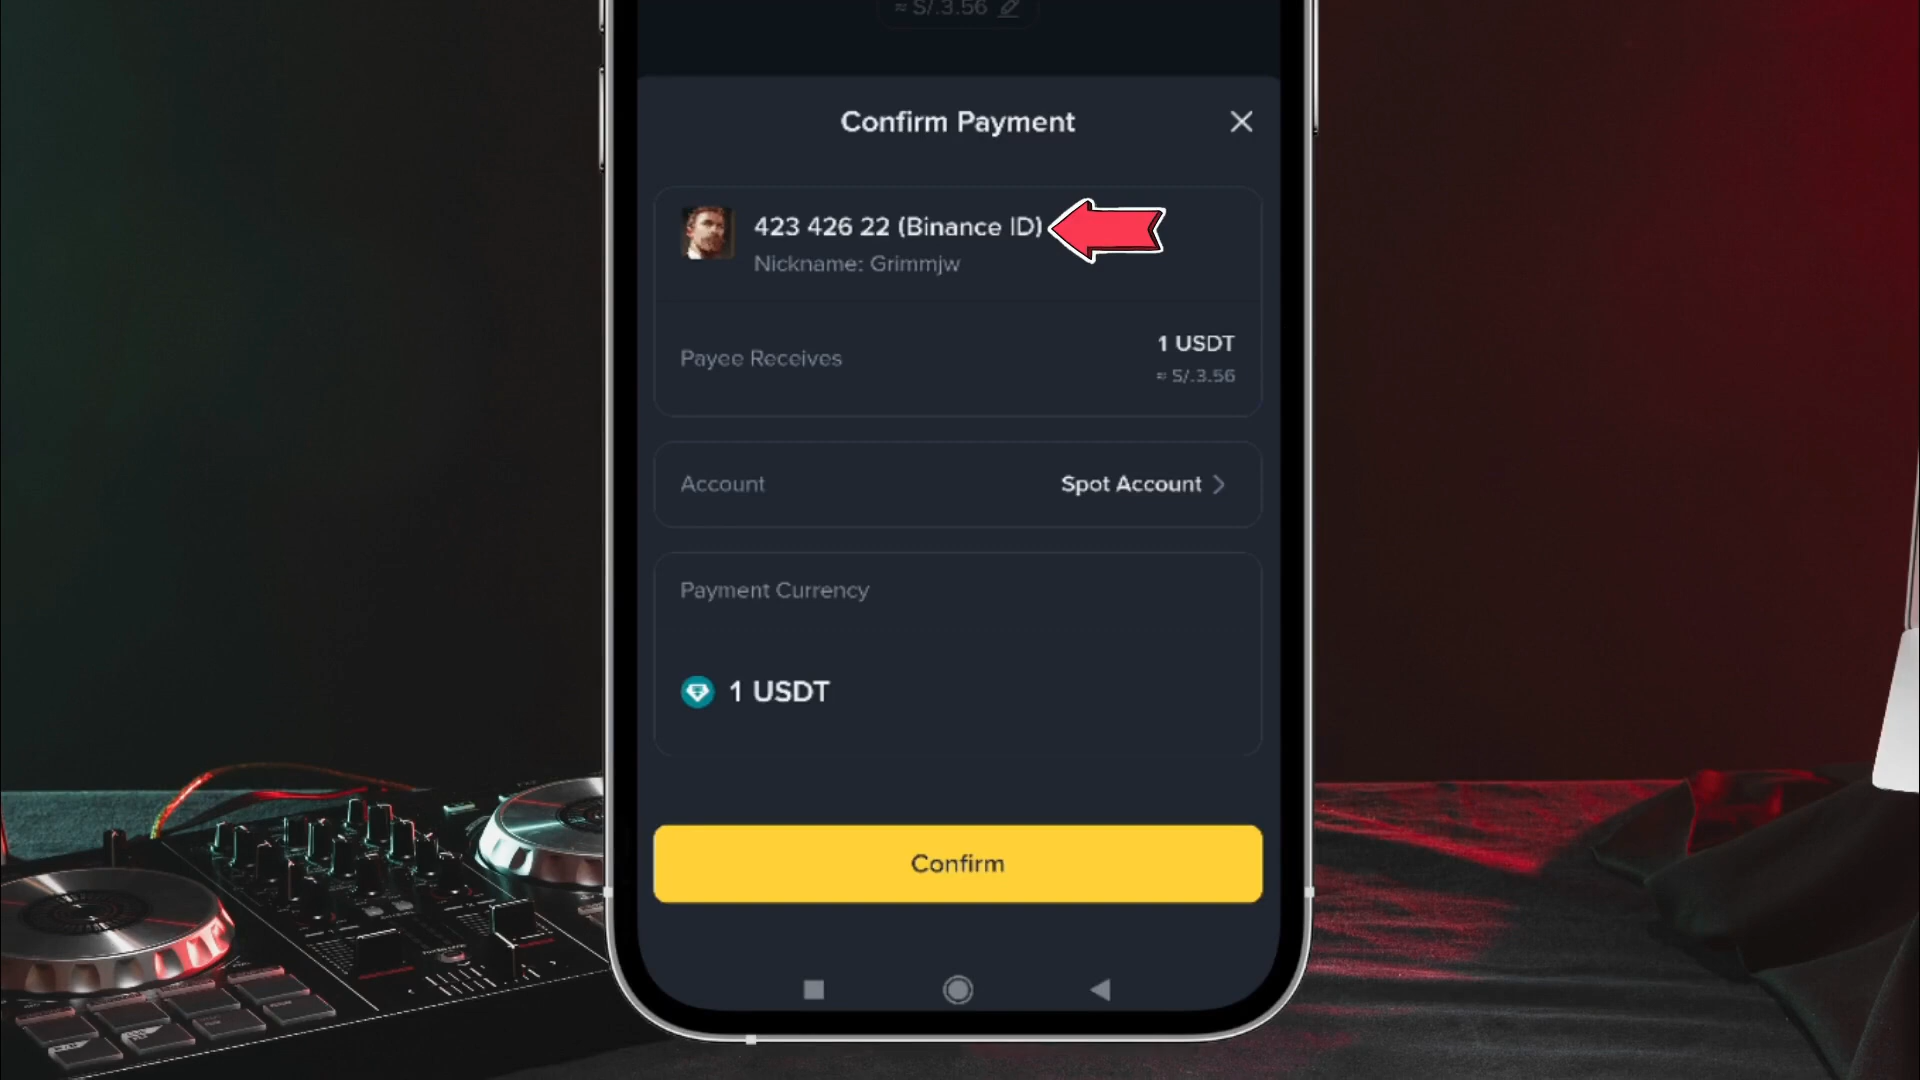 ≈ S/.3.56
Confirm Payment
423 426 22 (Binance ID)
Nickname: Grimmjw
Payee Receives
1 USDT
≈ S/.3.56
Account
Spot Account
Payment Currency
1 USDT
Confirm